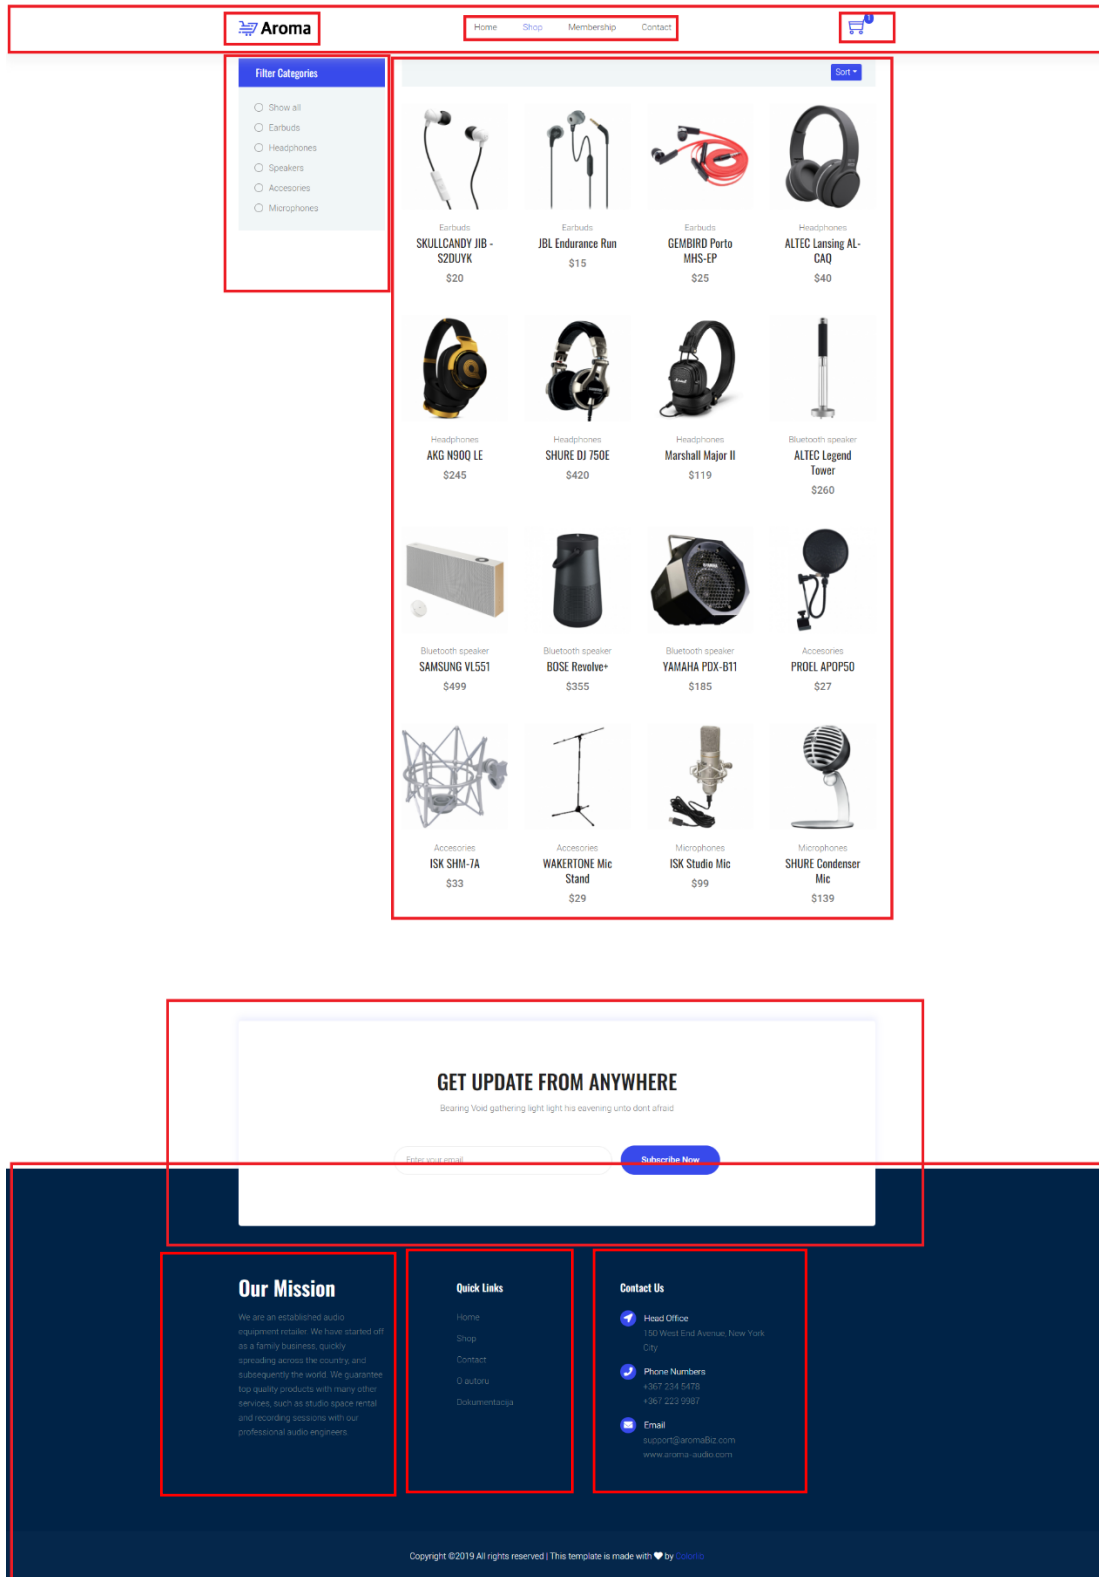 Aroma
Home Shop Membership Contact
1
Filter Categories
Sort
Show all
Earbuds
Headphones
Speakers
Accesories
Microphones
Earbuds
SKULLCANDY JIB -
S2DUYK
$20
Earbuds
JBL Endurance Run
$15
Earbuds
GEMBIRD Porto
MHS-EP
$25
Headphones
ALTEC Lansing AL-
CAQ
$40
Headphones
AKG N90Q LE
$245
Headphones
SHURE DJ 750E
$420
Headphones
Marshall Major II
$119
Bluetooth speaker
ALTEC Legend
Tower
$260
Bluetooth speaker
SAMSUNG VL551
$499
Bluetooth speaker
BOSE Revolve+
$355
Bluetooth speaker
YAMAHA PDX-B11
$185
Accesories
PROEL APOP50
$27
Accesories
ISK SHM-7A
$33
Accesories
WAKERTONE Mic
Stand
$29
Microphones
ISK Studio Mic
$99
Microphones
SHURE Condenser
Mic
$139
GET UPDATE FROM ANYWHERE
Bearing Void gathering light light his eavening unto dont afraid
Enter your email
Subscribe Now
Our Mission
We are an established audio
equipment retailer. We have started off
as a family business, quickly
spreading across the country, and
subsequently the world. We guarantee
top quality products with many other
services, such as studio space rental
and recording sessions with our
professional audio engineers.
Quick Links
Home
Shop
Contact
O autoru
Dokumentacija
Contact Us
Head Office
150 West End Avenue, New York
City
Phone Numbers
+367 234 5478
+367 223 9987
Email
support@aromaBiz.com
www.aroma-audio.com
Copyright ©2019 All rights reserved | This template is made with ♥ by Colorlib